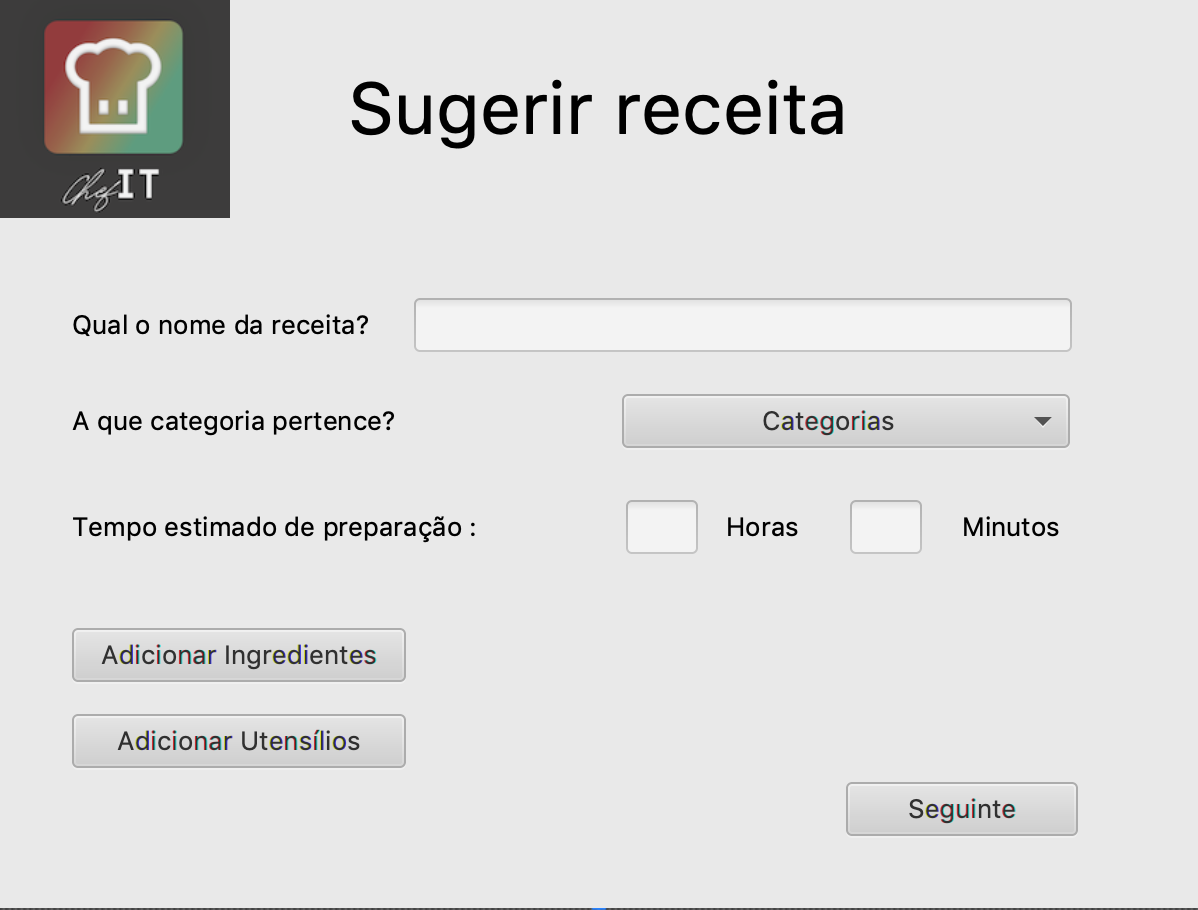 ChefIT
Sugerir receita
Qual o nome da receita?
A que categoria pertence? Categorias
Tempo estimado de preparação : Horas Minutos
Adicionar Ingredientes
Adicionar Utensílios
Seguinte